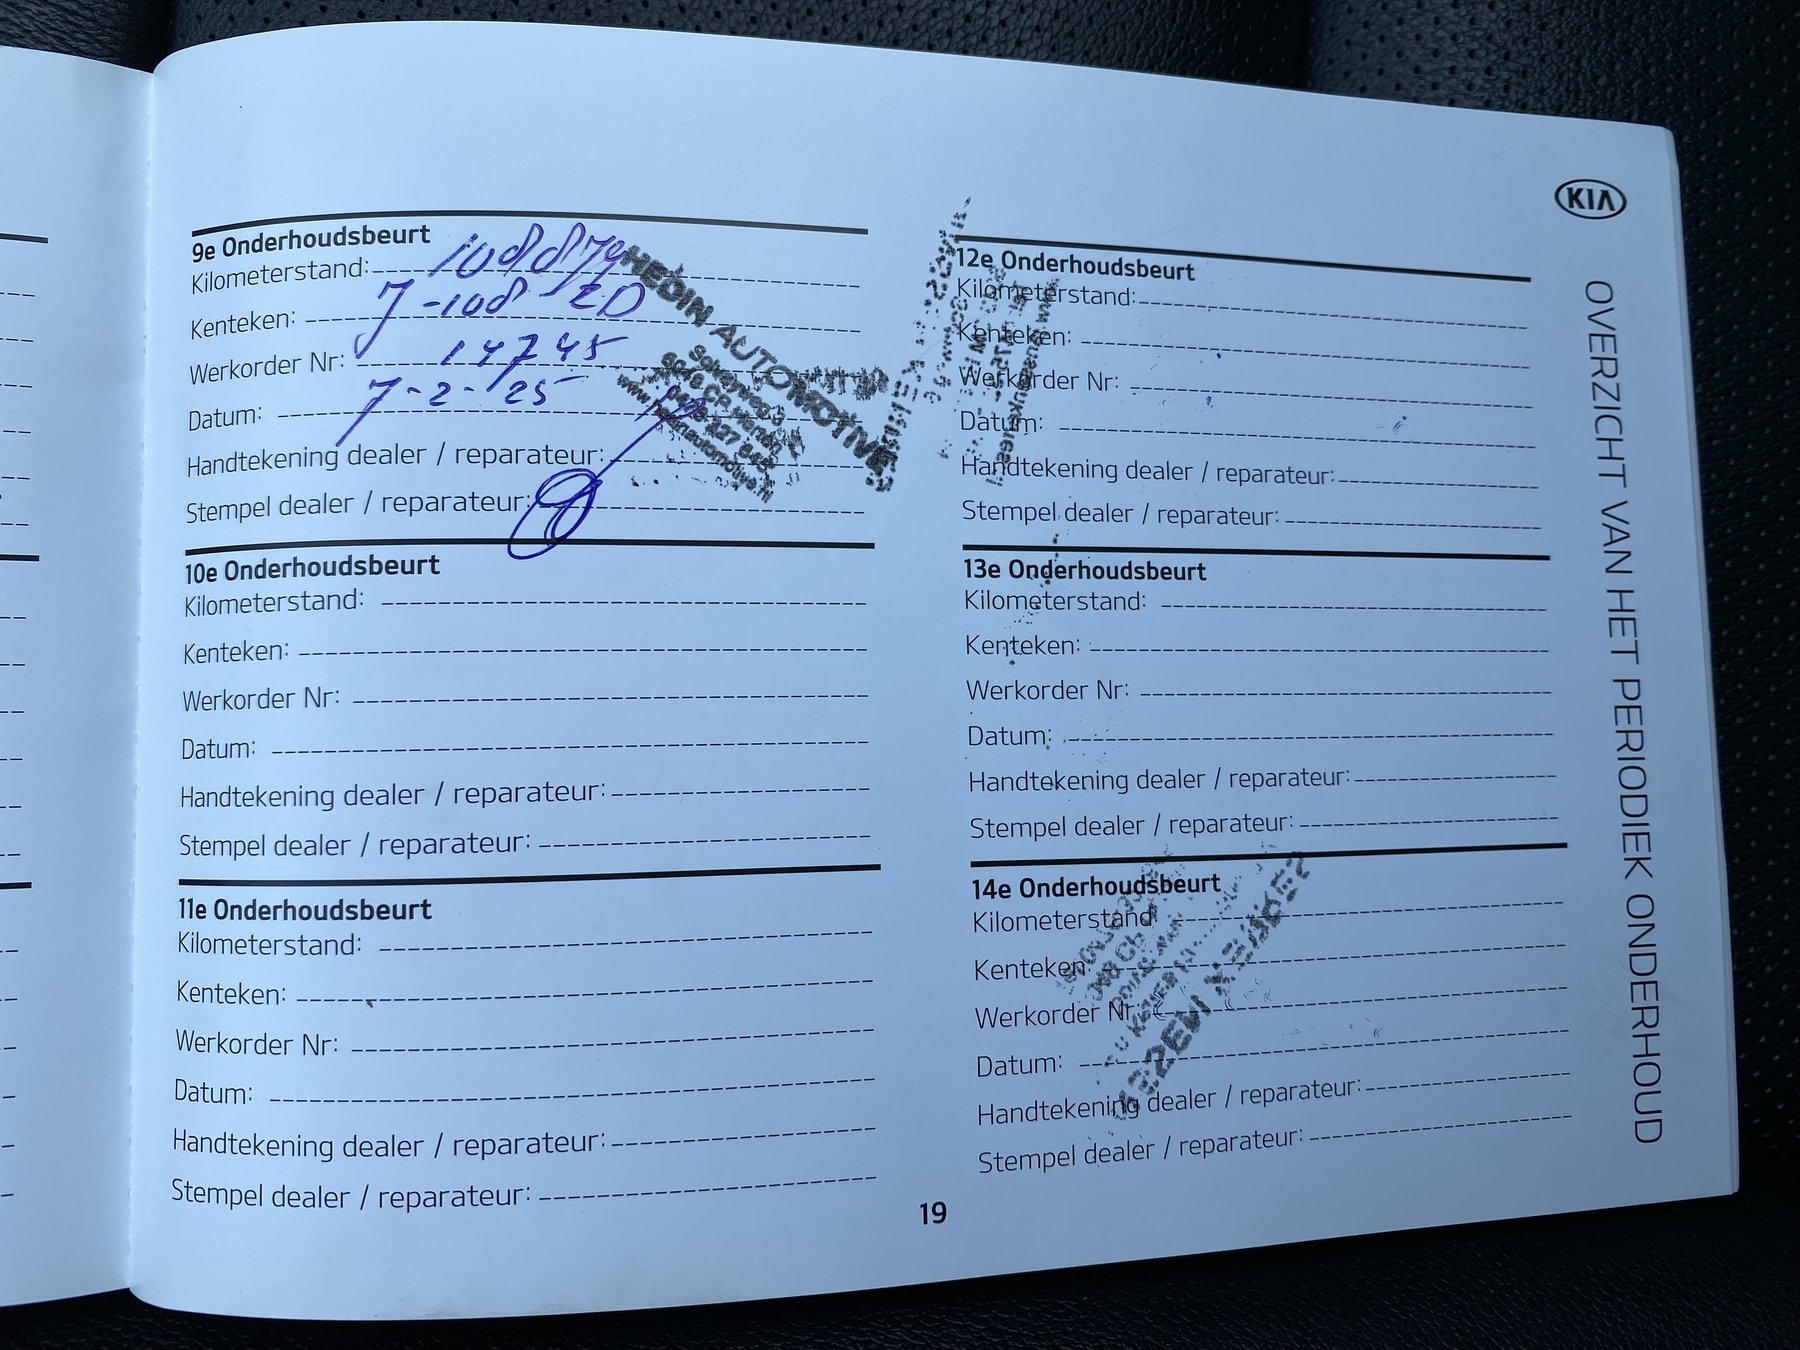 KIA
OVERZICHT VAN HET PERIODIEK ONDERHOUD
9e Onderhoudsbeurt
Kilometerstand: 108879
Kenteken: 7-108-ZD
Werkorder Nr: 14745
Datum: 7-2-25
Handtekening dealer / reparateur:
Stempel dealer / reparateur:
HEDIN AUTOMOTIVE
10e Onderhoudsbeurt
Kilometerstand:
Kenteken:
Werkorder Nr:
Datum:
Handtekening dealer / reparateur:
Stempel dealer / reparateur:
11e Onderhoudsbeurt
Kilometerstand:
Kenteken:
Werkorder Nr:
Datum:
Handtekening dealer / reparateur:
Stempel dealer / reparateur:
12e Onderhoudsbeurt
Kilometerstand:
Kenteken:
Werkorder Nr:
Datum:
Handtekening dealer / reparateur:
Stempel dealer / reparateur:
13e Onderhoudsbeurt
Kilometerstand:
Kenteken:
Werkorder Nr:
Datum:
Handtekening dealer / reparateur:
Stempel dealer / reparateur:
14e Onderhoudsbeurt
Kilometerstand:
Kenteken:
Werkorder Nr:
Datum:
Handtekening dealer / reparateur:
Stempel dealer / reparateur:
19